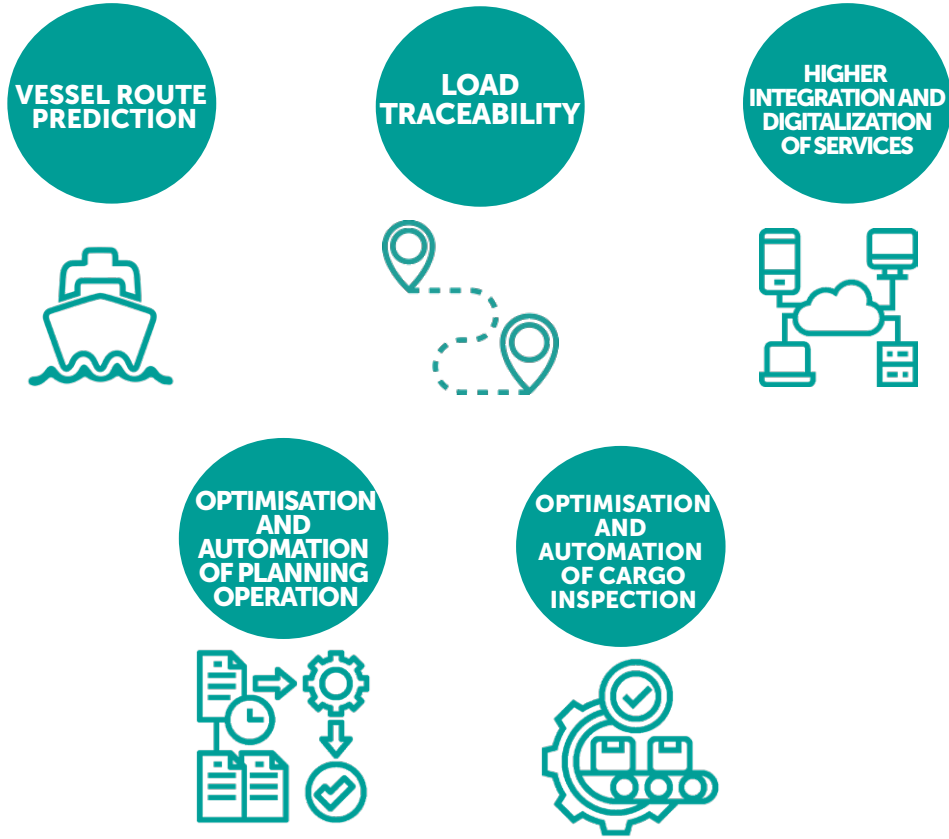 VESSEL ROUTE
PREDICTION
LOAD
TRACEABILITY
HIGHER
INTEGRATION AND
DIGITALIZATION
OF SERVICES
OPTIMISATION
AND
AUTOMATION
OF PLANNING
OPERATION
OPTIMISATION
AND
AUTOMATION
OF CARGO
INSPECTION